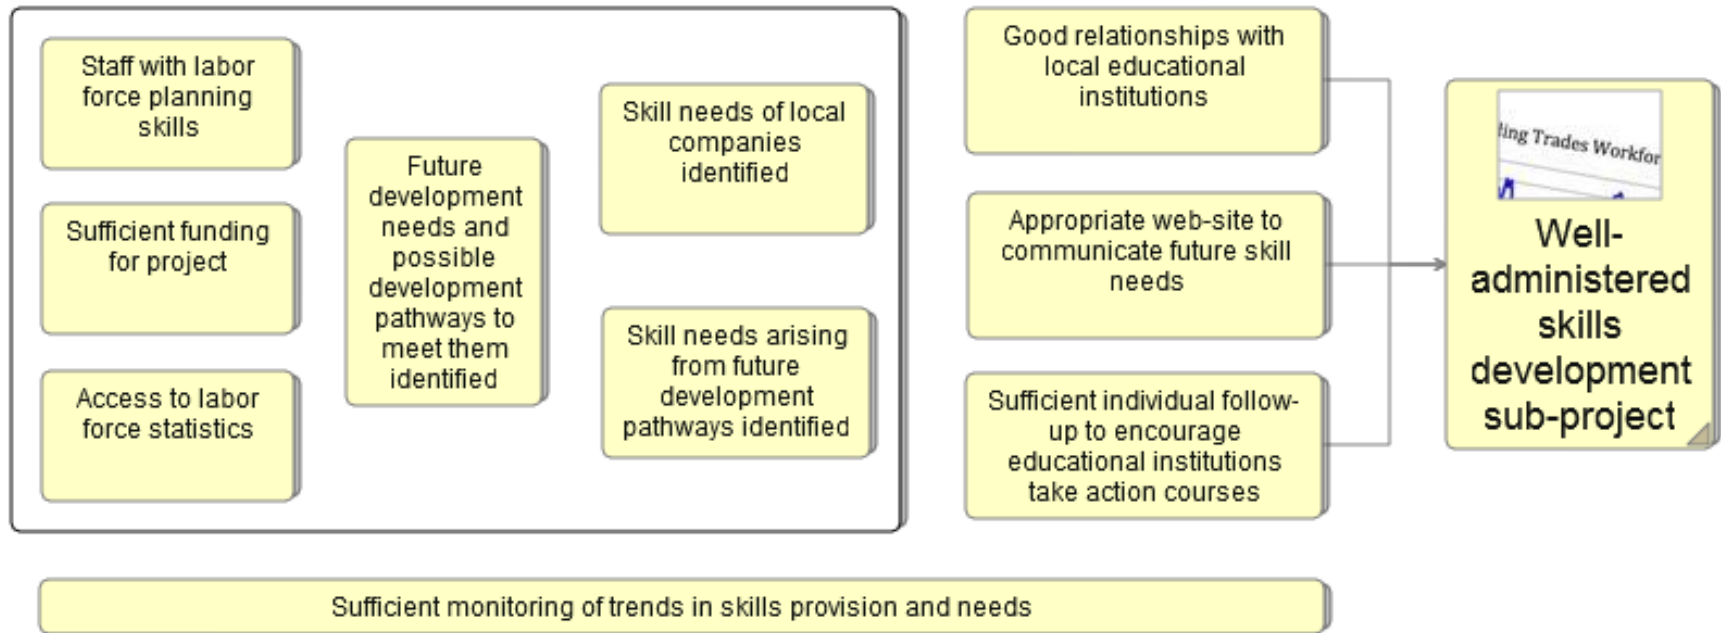 Staff with labor
force planning
skills
Sufficient funding
for project
Access to labor
force statistics
Future
development
needs and
possible
development
pathways to
meet them
identified
Skill needs of local
companies
identified
Skill needs arising
from future
development
pathways identified
Good relationships with
local educational
institutions
Appropriate web-site to
communicate future skill
needs
Sufficient individual follow-
up to encourage
educational institutions
take action courses
Trades Workfor
Well-
administered
skills
development
sub-project
Sufficient monitoring of trends in skills provision and needs